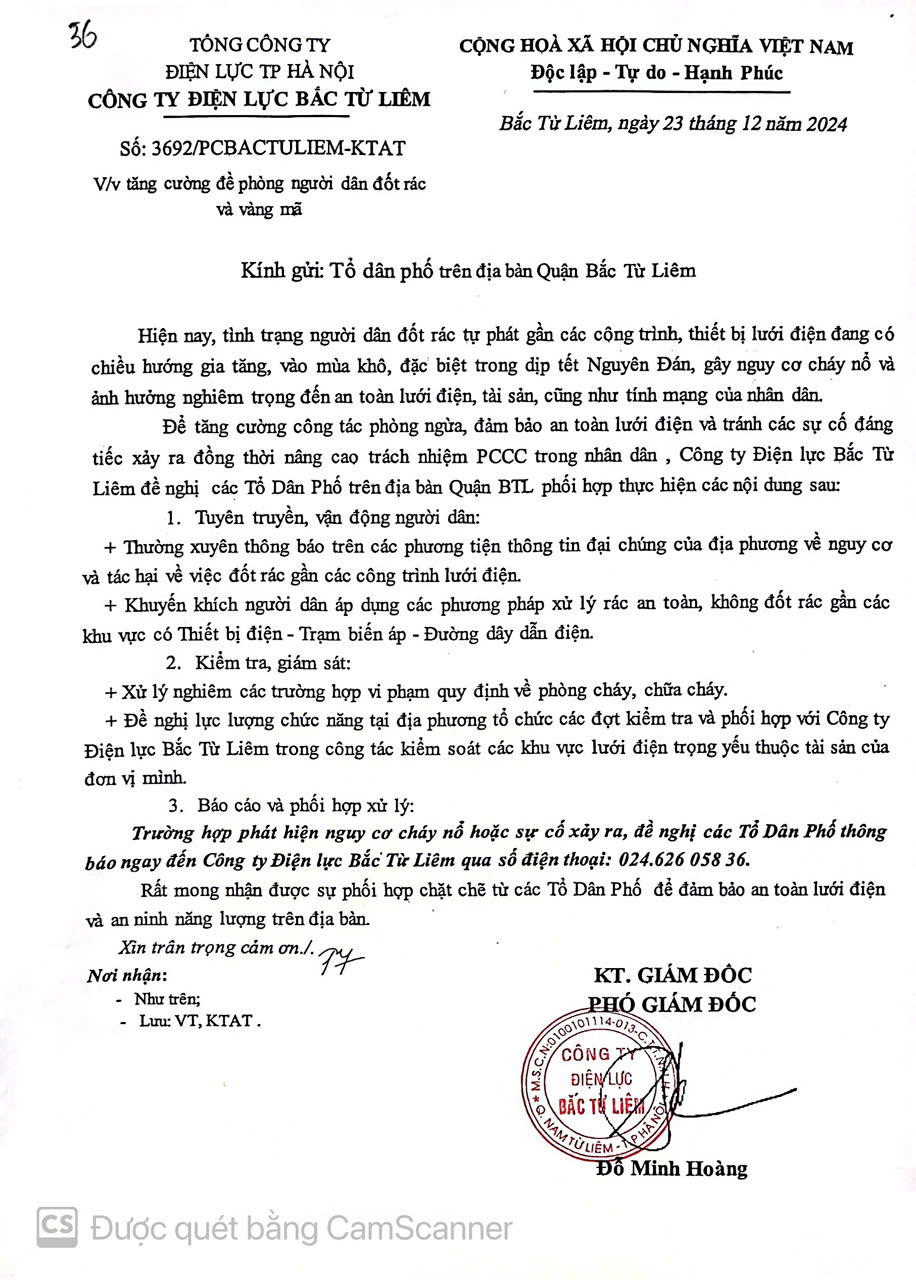 36
TỔNG CÔNG TY
ĐIỆN LỰC TP HÀ NỘI
CÔNG TY ĐIỆN LỰC BẮC TỪ LIÊM
Số: 3692/PCBACTULIEM-KTAT
V/v tăng cường đề phòng người dân đốt rác
và vàng mã
CỘNG HOÀ XÃ HỘI CHỦ NGHĨA VIỆT NAM
Độc lập - Tự do - Hạnh Phúc
Bắc Từ Liêm, ngày 23 tháng 12 năm 2024
Kính gửi: Tổ dân phố trên địa bàn Quận Bắc Từ Liêm
Hiện nay, tình trạng người dân đốt rác tự phát gần các công trình, thiết bị lưới điện đang có
chiều hướng gia tăng, vào mùa khô, đặc biệt trong dịp tết Nguyên Đán, gây nguy cơ cháy nổ và
ảnh hưởng nghiêm trọng đến an toàn lưới điện, tài sản, cũng như tính mạng của nhân dân.
Để tăng cường công tác phòng ngừa, đảm bảo an toàn lưới điện và tránh các sự cố đáng
tiếc xảy ra đồng thời nâng cao trách nhiệm PCCC trong nhân dân , Công ty Điện lực Bắc Từ
Liêm đề nghị các Tổ Dân Phố trên địa bàn Quận BTL phối hợp thực hiện các nội dung sau:
1. Tuyên truyền, vận động người dân:
+ Thường xuyên thông báo trên các phương tiện thông tin đại chúng của địa phương về nguy cơ
và tác hại về việc đốt rác gần các công trình lưới điện.
+ Khuyến khích người dân áp dụng các phương pháp xử lý rác an toàn, không đốt rác gần các
khu vực có Thiết bị điện - Trạm biến áp - Đường dây dẫn điện.
2. Kiểm tra, giám sát:
+ Xử lý nghiêm các trường hợp vi phạm quy định về phòng cháy, chữa cháy.
+ Đề nghị lực lượng chức năng tại địa phương tổ chức các đợt kiểm tra và phối hợp với Công ty
Điện lực Bắc Từ Liêm trong công tác kiểm soát các khu vực lưới điện trọng yếu thuộc tài sản của
đơn vị mình.
3. Báo cáo và phối hợp xử lý:
Trường hợp phát hiện nguy cơ cháy nổ hoặc sự cố xảy ra, đề nghị các Tổ Dân Phố thông
báo ngay đến Công ty Điện lực Bắc Từ Liêm qua số điện thoại: 024.626 058 36.
Rất mong nhận được sự phối hợp chặt chẽ từ các Tổ Dân Phố để đảm bảo an toàn lưới điện
và an ninh năng lượng trên địa bàn.
Xin trân trọng cảm ơn./.
Nơi nhận:
- Như trên;
- Lưu: VT, KTAT .
KT. GIÁM ĐỐC
PHÓ GIÁM ĐỐC
M.S.C.N:0100101114-013-C.T.T.N.H.H
CÔNG TY
ĐIỆN LỰC
BẮC TỪ LIÊM
Q. NAM TỪ LIÊM - T.P HÀ NỘI
Đỗ Minh Hoàng
CS Được quét bằng CamScanner